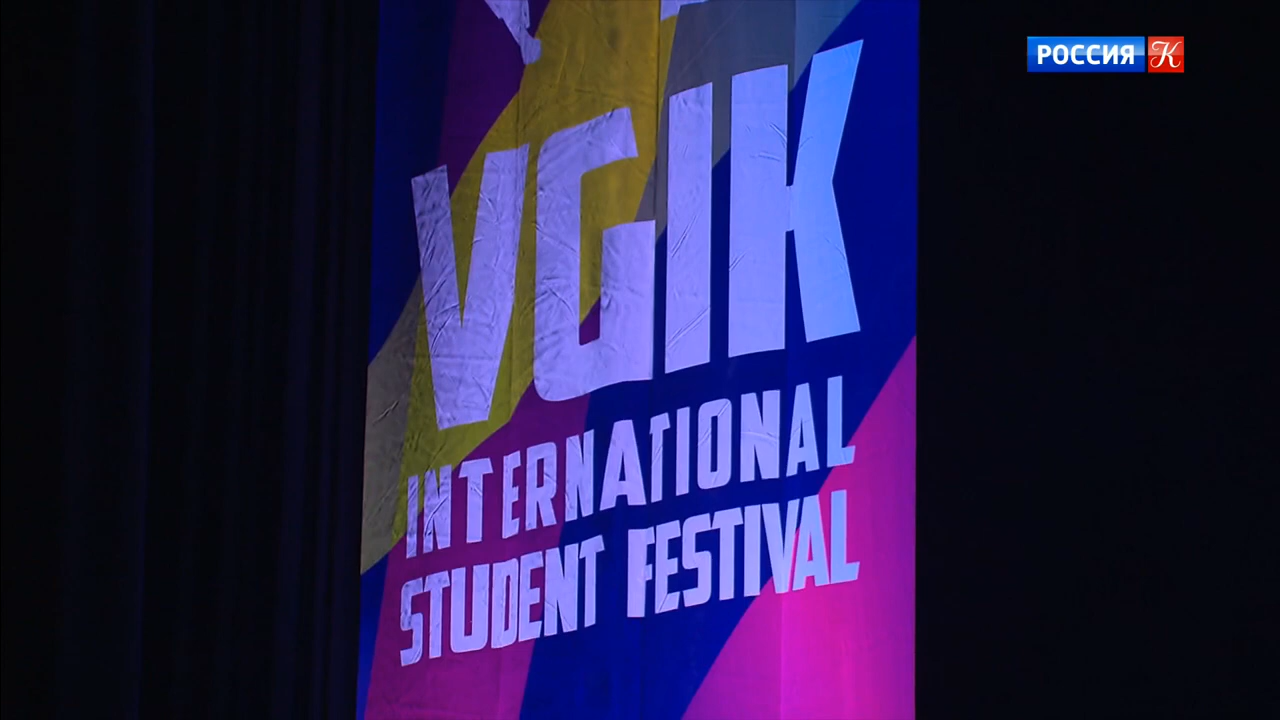 РОССИЯ К
VGIK
INTERNATIONAL
STUDENT FESTIVAL